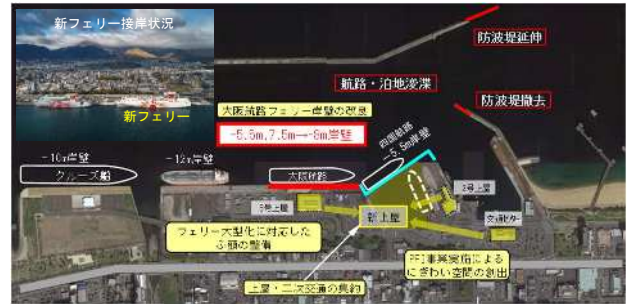 新フェリー接岸状況
新フェリー
防波堤延伸
航路・泊地浚渫
防波堤撤去
大阪航路フェリー岸壁の改良
-5.5m,7.5m→-8m岸壁
四国航路
-5.5m岸壁
-10m岸壁
クルーズ船
-12m岸壁
大阪航路
2号上屋
新上屋
交通センター
フェリー大型化に対応した
ふ頭の整備
PFI事業実施による
にぎわい空間の創出
上屋・二次交通の集約